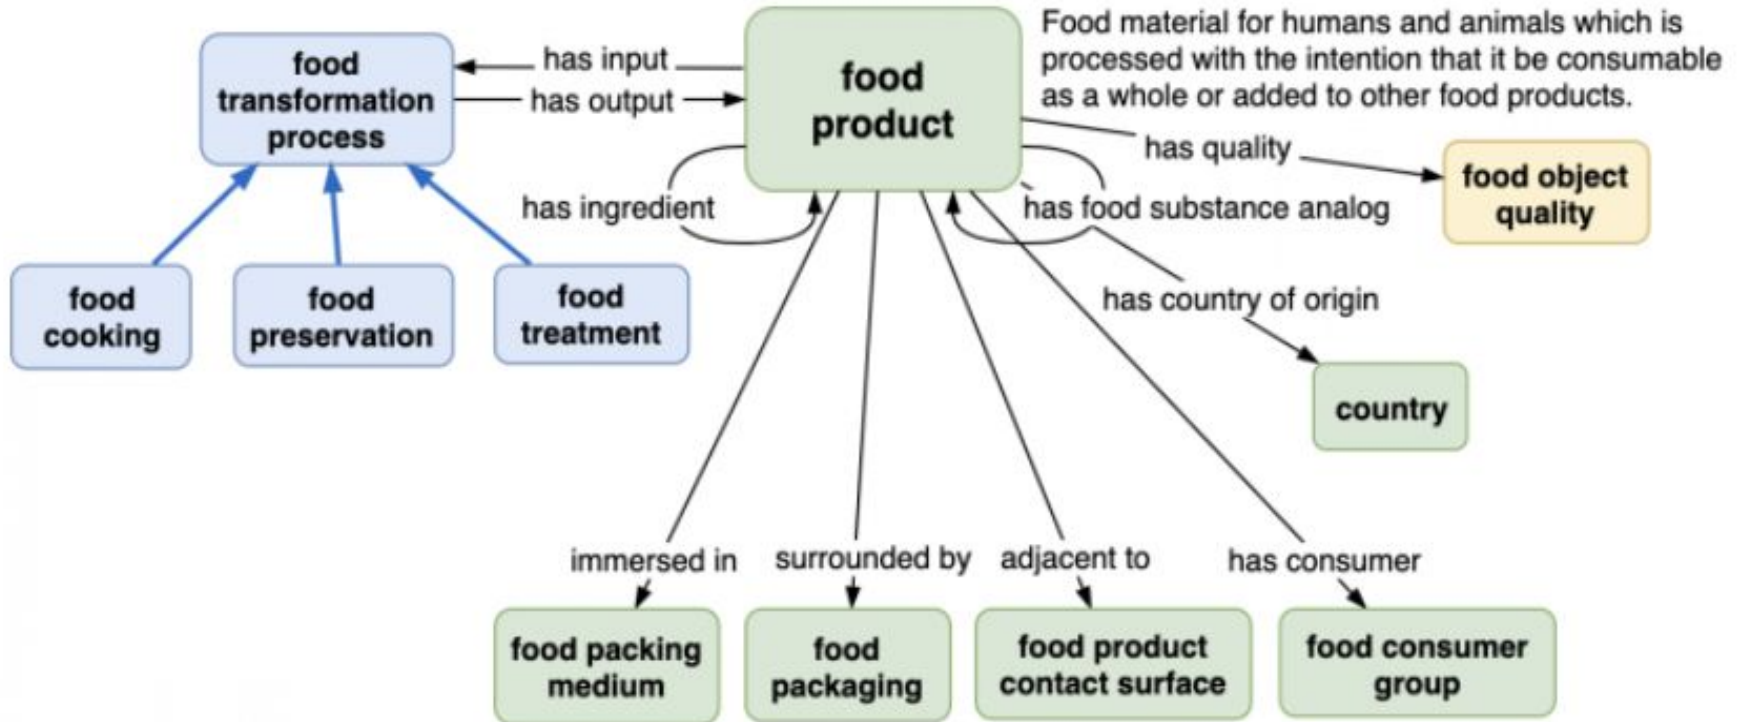 food
transformation
process
has input
has output
food
product
Food material for humans and animals which is
processed with the intention that it be consumable
as a whole or added to other food products.
has quality
food object
quality
has ingredient
has food substance analog
food
cooking
food
preservation
food
treatment
has country of origin
country
immersed in
surrounded by
adjacent to
has consumer
food packing
medium
food
packaging
food product
contact surface
food consumer
group